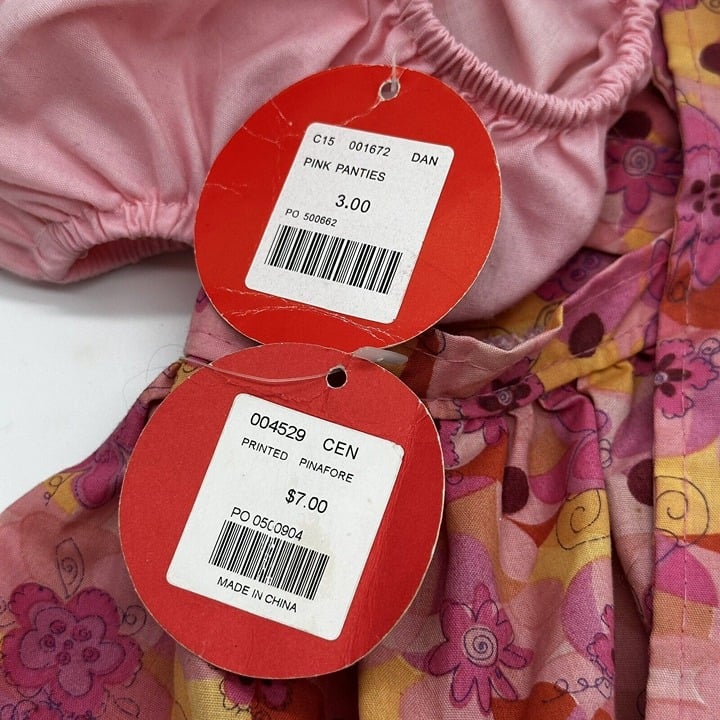 C15 001672 DAN
PINK PANTIES
3.00
PO 500662
004529 CEN
PRINTED PINAFORE
$7.00
PO 0500904
MADE IN CHINA